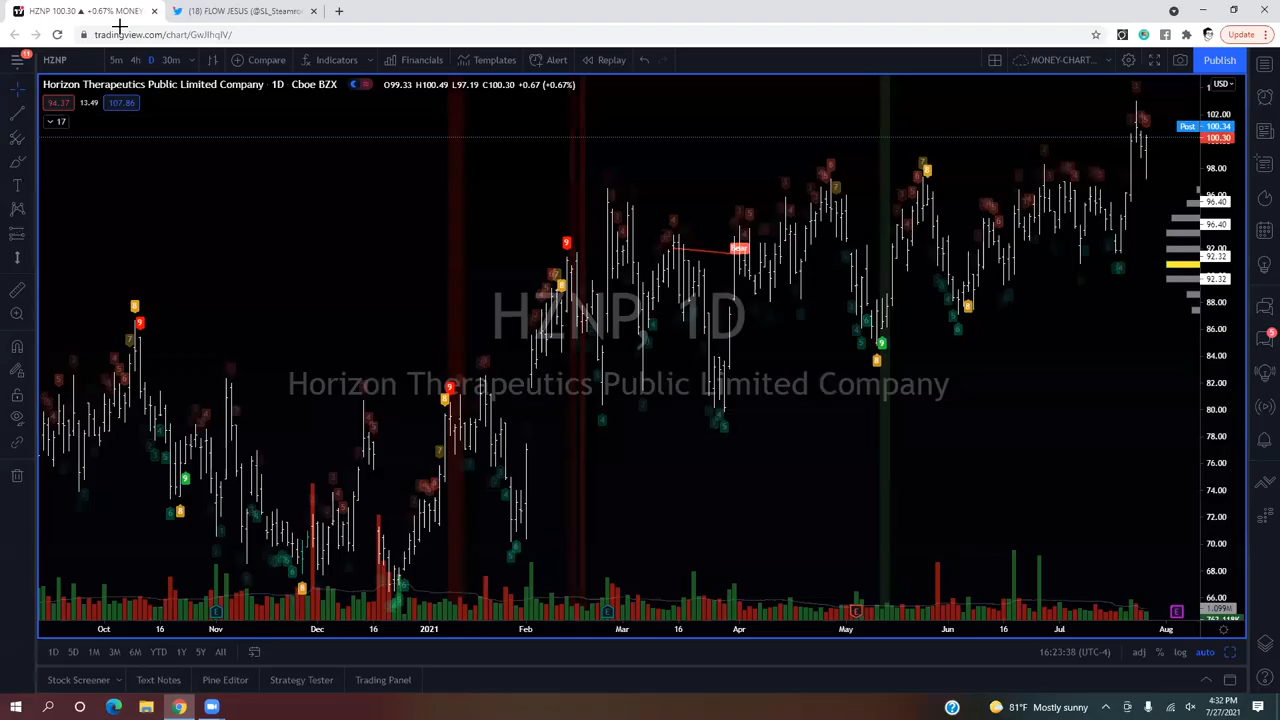 HZNP 100.30 ▲ +0.67% MONEY
(18) FLOW JESUS (@SL_Steamro
tradingview.com/chart/GwJIhqIV/
Update
11
HZNP
5m 4h D 30m
Compare
Indicators
Financials
Templates
Alert
Replay
MONEY-CHART...
Publish
Horizon Therapeutics Public Limited Company · 1D · Cboe BZX
O99.33 H100.49 L97.19 C100.30 +0.67 (+0.67%)
USD
94.37 13.49 107.86
17
102.00
Post 100.34
100.30
98.00
96.00
96.40
96.40
92.00
92.32
92.32
88.00
86.00
84.00
82.00
80.00
78.00
76.00
74.00
72.00
70.00
68.00
66.00
1.099M
HZNP, 1D
Horizon Therapeutics Public Limited Company
Bear
5
Oct 16 Nov Dec 16 2021 Feb Mar 16 Apr May Jun 16 Jul Aug
1D 5D 1M 3M 6M YTD 1Y 5Y All
16:23:38 (UTC-4) adj % log auto
Stock Screener Text Notes Pine Editor Strategy Tester Trading Panel
81°F Mostly sunny
4:32 PM
7/27/2021